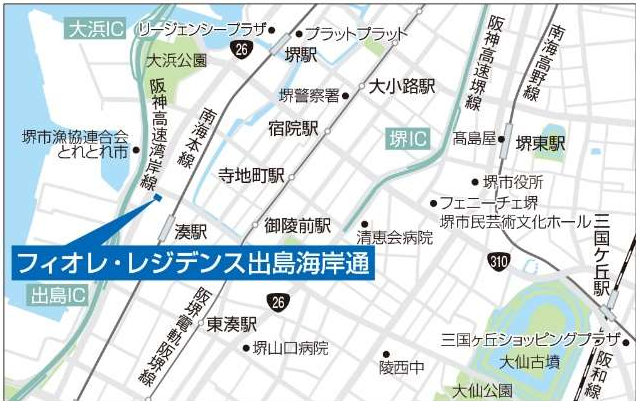 大浜IC
リージェンシープラザ
プラットプラット
26
堺駅
大浜公園
阪神高速湾岸線
南海本線
堺警察署
大小路駅
阪神高速堺線
南海高野線
宿院駅
堺市漁協連合会
とれとれ市
堺IC
髙島屋
堺東駅
寺地町駅
堺市役所
フェニーチェ堺
堺市民芸術文化ホール
湊駅
御陵前駅
清恵会病院
三国ケ丘駅
フィオレ・レジデンス出島海岸通
310
出島IC
阪堺電軌阪堺線
26
東湊駅
堺山口病院
陵西中
三国ヶ丘ショッピングプラザ
大仙古墳
阪和線
大仙公園